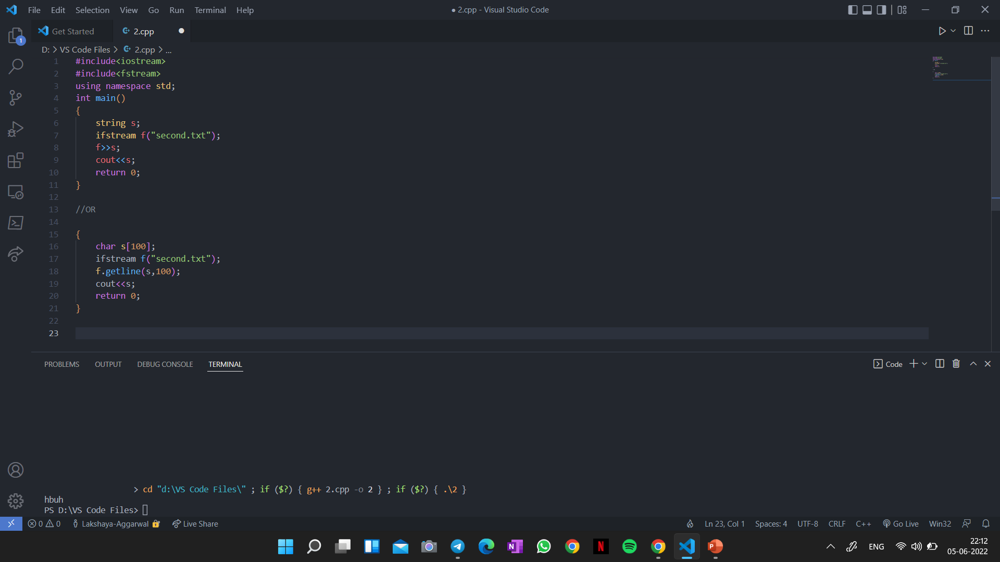 File Edit Selection View Go Run Terminal Help
● 2.cpp - Visual Studio Code
1
Get Started
2.cpp
D: > VS Code Files > 2.cpp > ...
1 #include<iostream>
2 #include<fstream>
3 using namespace std;
4 int main()
5 {
6 string s;
7 ifstream f("second.txt");
8 f>>s;
9 cout<<s;
10 return 0;
11 }
12
13 //OR
14
15 {
16 char s[100];
17 ifstream f("second.txt");
18 f.getline(s,100);
19 cout<<s;
20 return 0;
21 }
22
23
PROBLEMS OUTPUT DEBUG CONSOLE TERMINAL
Code
> cd "d:\VS Code Files\" ; if ($?) { g++ 2.cpp -o 2 } ; if ($?) { .\2 }
hbuh
PS D:\VS Code Files>
0 0 Lakshaya-Aggarwal Live Share
Ln 23, Col 1 Spaces: 4 UTF-8 CRLF C++ Go Live Win32
N
N
P
ENG
22:12
05-06-2022